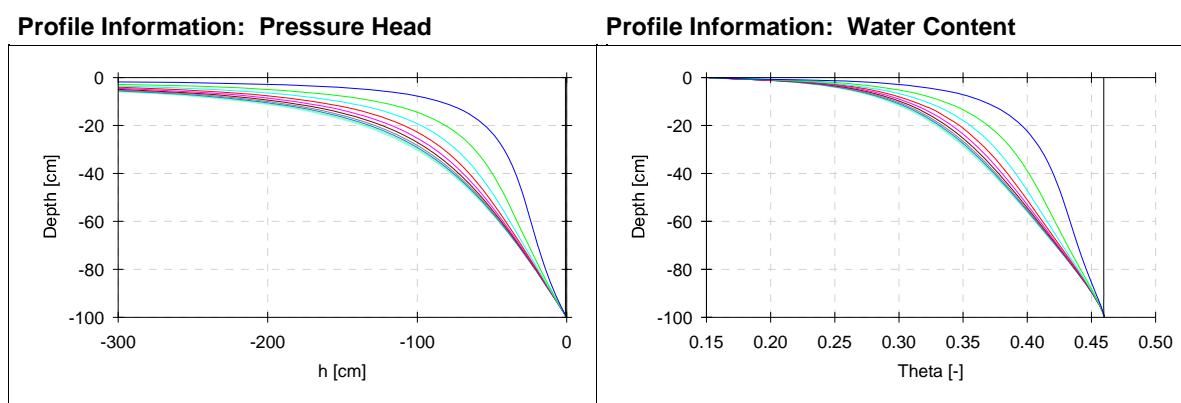 Profile Information: Pressure Head
0
-20
-40
-60
-80
-100
-300 -200 -100 0
Depth [cm]
h [cm]
Profile Information: Water Content
0
-20
-40
-60
-80
-100
0.15 0.20 0.25 0.30 0.35 0.40 0.45 0.50
Depth [cm]
Theta [-]